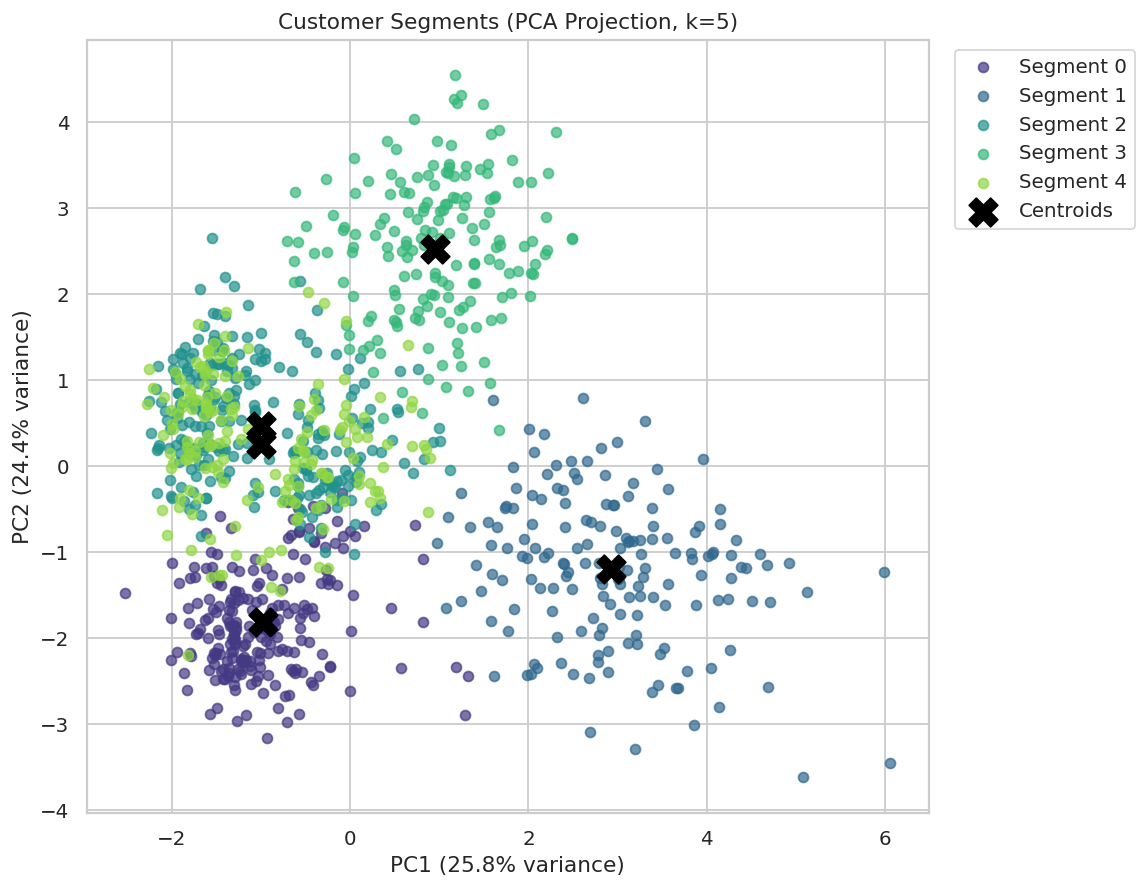 Customer Segments (PCA Projection, k=5)
Segment 0
Segment 1
Segment 2
Segment 3
Segment 4
Centroids
4
3
2
1
0
−1
−2
−3
−4
PC2 (24.4% variance)
−2 0 2 4 6
PC1 (25.8% variance)